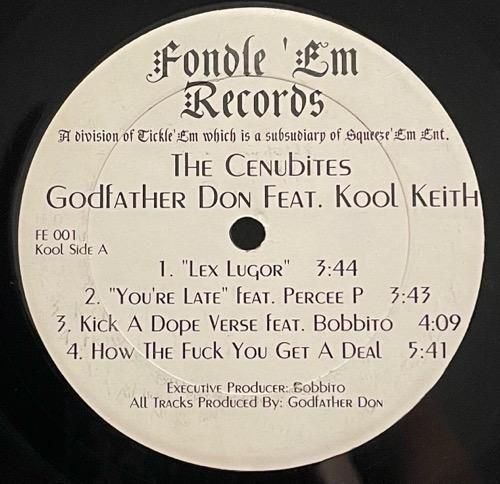 Fondle 'Em
Records
A division of Tickle'Em which is a subsudiary of Squeeze'Em Ent.
The Cenubites
Godfather Don Feat. Kool Keith
FE 001
Kool Side A
1. "Lex Lugor" 3:44
2. "You're Late" feat. Percee P 3:43
3. Kick A Dope Verse feat. Bobbito 4:09
4. How The Fuck You Get A Deal 5:41
Executive Producer: Bobbito
All Tracks Produced By: Godfather Don